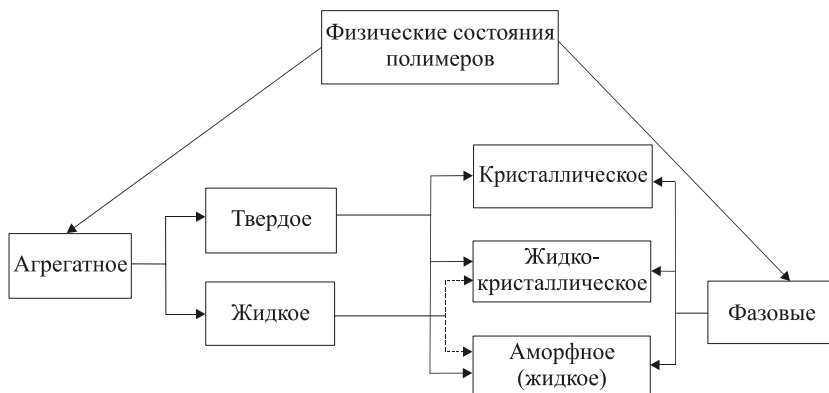 Физические состояния
полимеров
Кристаллическое
Твердое
Агрегатное
Жидко-
кристаллическое
Жидкое
Фазовые
Аморфное
(жидкое)